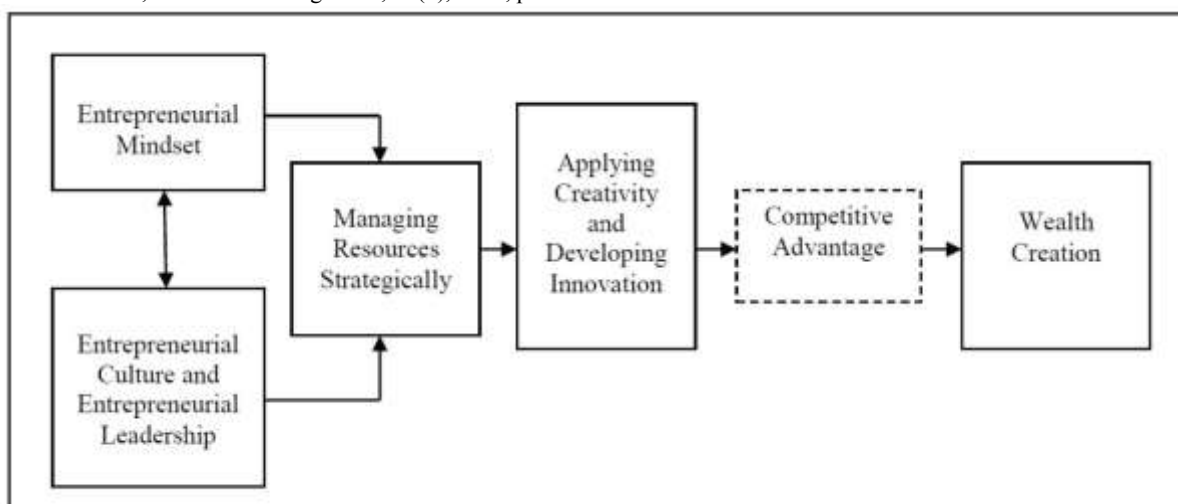 Entrepreneurial
Mindset
Entrepreneurial
Culture and
Entrepreneurial
Leadership
Managing
Resources
Strategically
Applying
Creativity
and
Developing
Innovation
Competitive
Advantage
Wealth
Creation